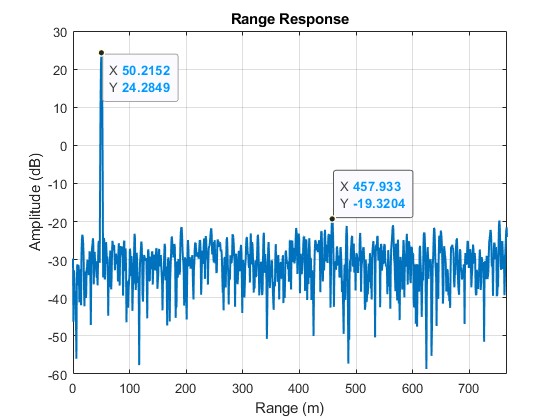 Range Response
30
20
10
0
-10
-20
-30
-40
-50
-60
Amplitude (dB)
X 50.2152
Y 24.2849
X 457.933
Y -19.3204
0 100 200 300 400 500 600 700
Range (m)